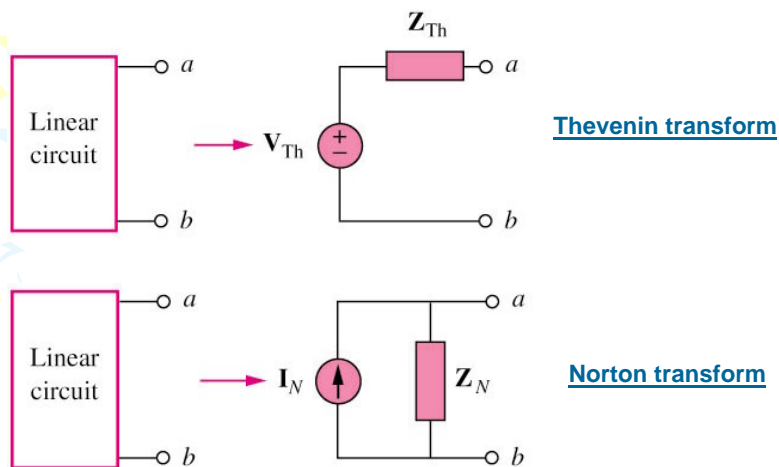 Z_Th
a
a
Linear
circuit
V_Th
+
−
Thevenin transform
b
b
a
a
Linear
circuit
I_N
Z_N
Norton transform
b
b